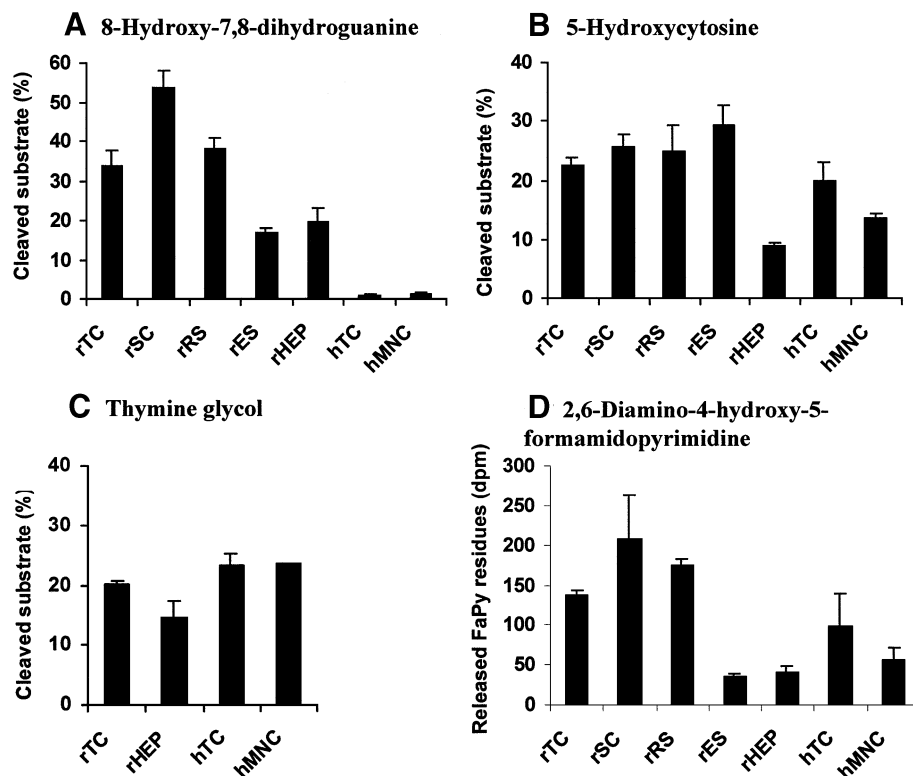 A 8-Hydroxy-7,8-dihydroguanine
Cleaved substrate (%)
60
50
40
30
20
10
0
rTC
rSC
rRS
rES
rHEP
hTC
hMNC
B 5-Hydroxycytosine
Cleaved substrate (%)
40
30
20
10
0
rTC
rSC
rRS
rES
rHEP
hTC
hMNC
C Thymine glycol
Cleaved substrate (%)
40
30
20
10
0
rTC
rHEP
hTC
hMNC
D 2,6-Diamino-4-hydroxy-5-
formamidopyrimidine
Released FaPy residues (dpm)
300
250
200
150
100
50
0
rTC
rSC
rRS
rES
rHEP
hTC
hMNC